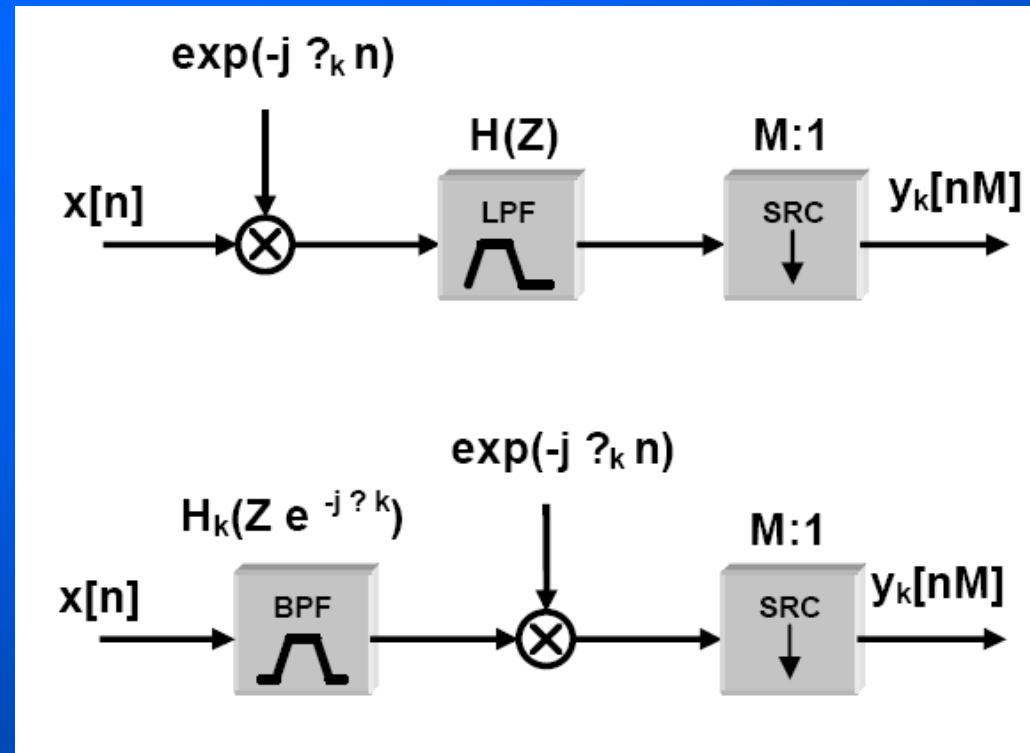 exp(-j ?k n)
H(Z)
M:1
x[n]
LPF
SRC
yk[nM]
exp(-j ?k n)
Hk(Z e -j ? k)
M:1
x[n]
BPF
SRC
yk[nM]